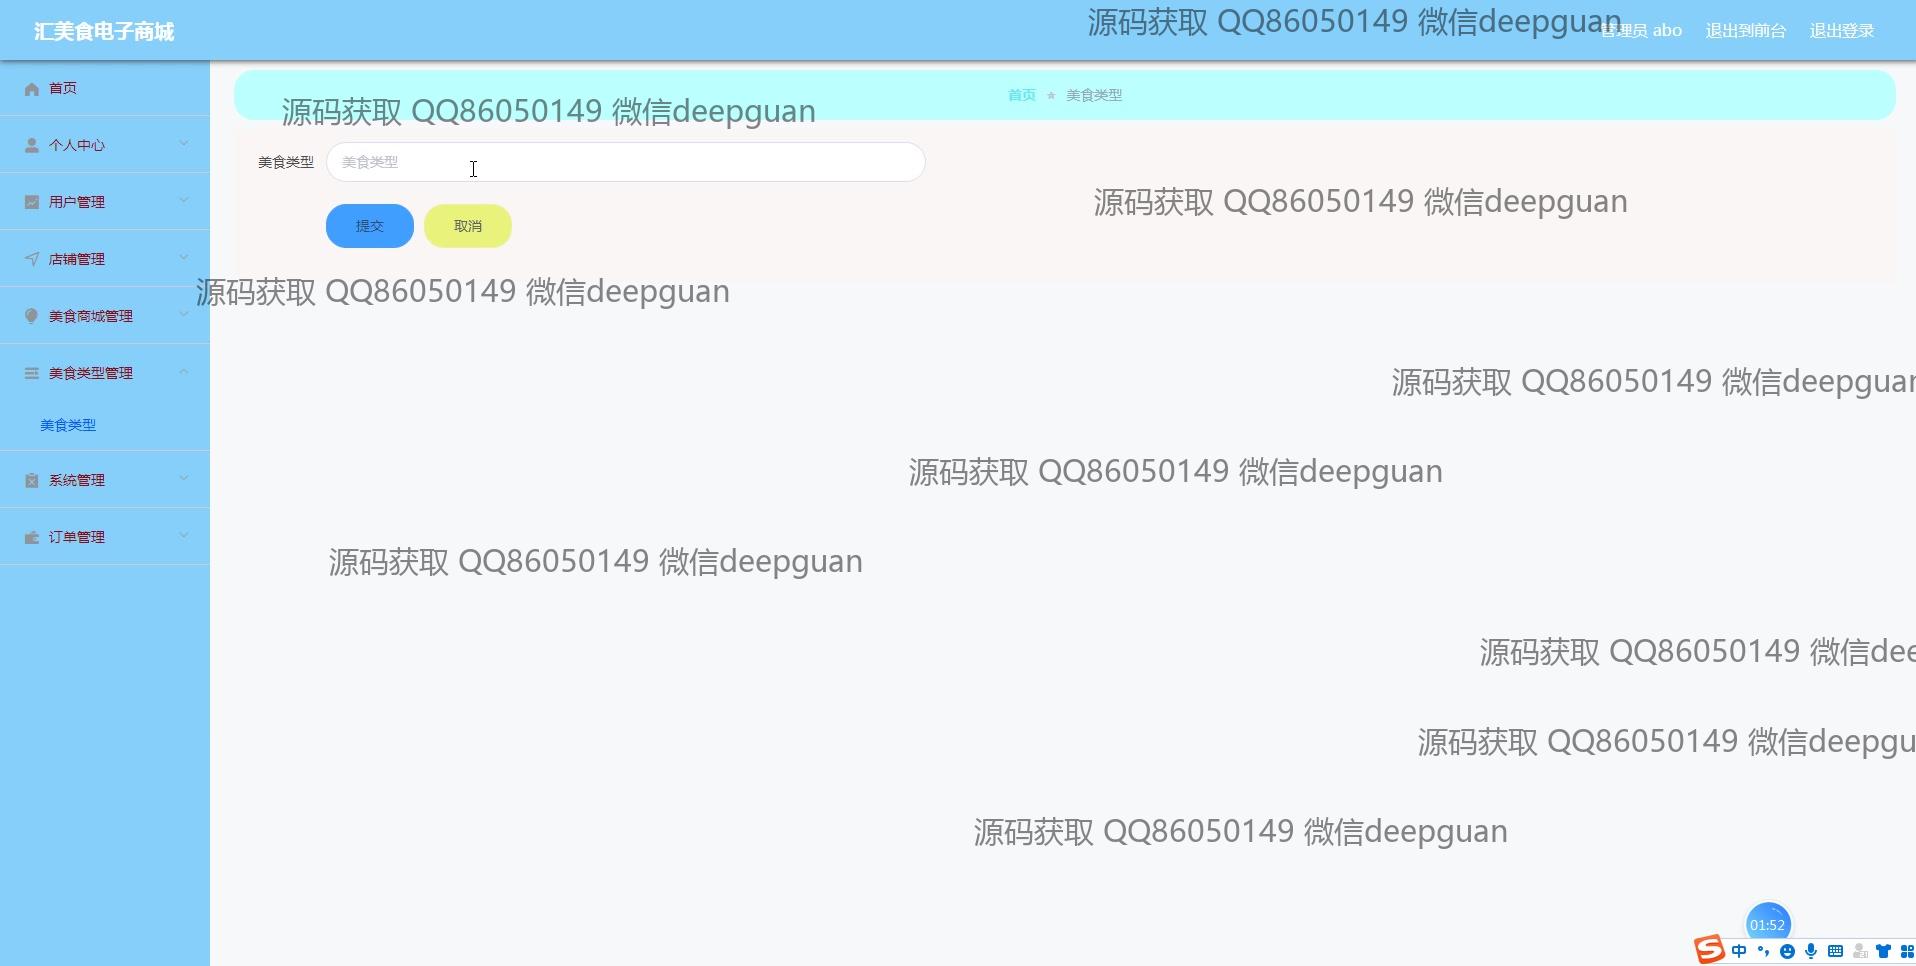 汇美食电子商城
源码获取 QQ86050149 微信deepguan
管理员 abo 退出到前台 退出登录
首页
首页 美食类型
源码获取 QQ86050149 微信deepguan
个人中心
美食类型 美食类型
用户管理
源码获取 QQ86050149 微信deepguan
提交 取消
店铺管理
源码获取 QQ86050149 微信deepguan
美食商城管理
美食类型管理
源码获取 QQ86050149 微信deepguan
美食类型
源码获取 QQ86050149 微信deepguan
系统管理
订单管理
源码获取 QQ86050149 微信deepguan
源码获取 QQ86050149 微信dee
源码获取 QQ86050149 微信deepgu
源码获取 QQ86050149 微信deepguan
01:52
S 中